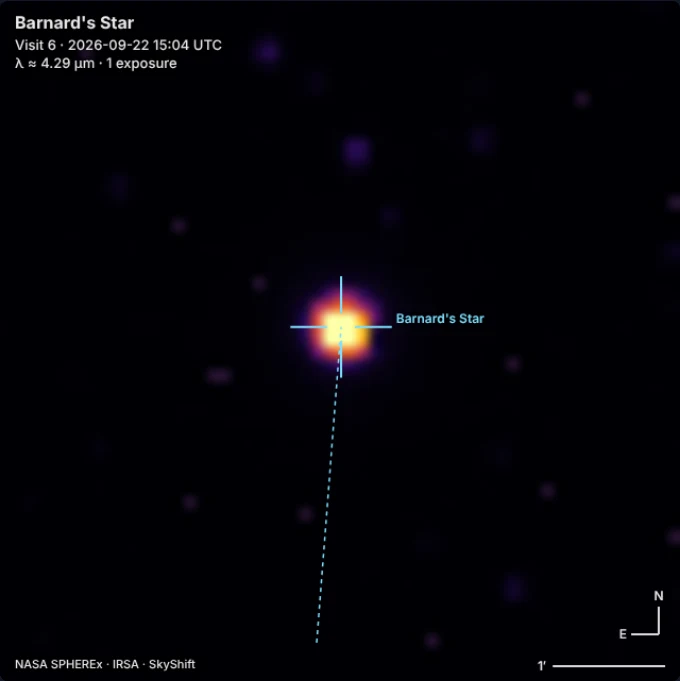 Barnard's Star
Visit 6 · 2026-09-22 15:04 UTC
λ ≈ 4.29 μm · 1 exposure
Barnard's Star
N
E
NASA SPHEREx · IRSA · SkyShift
1'